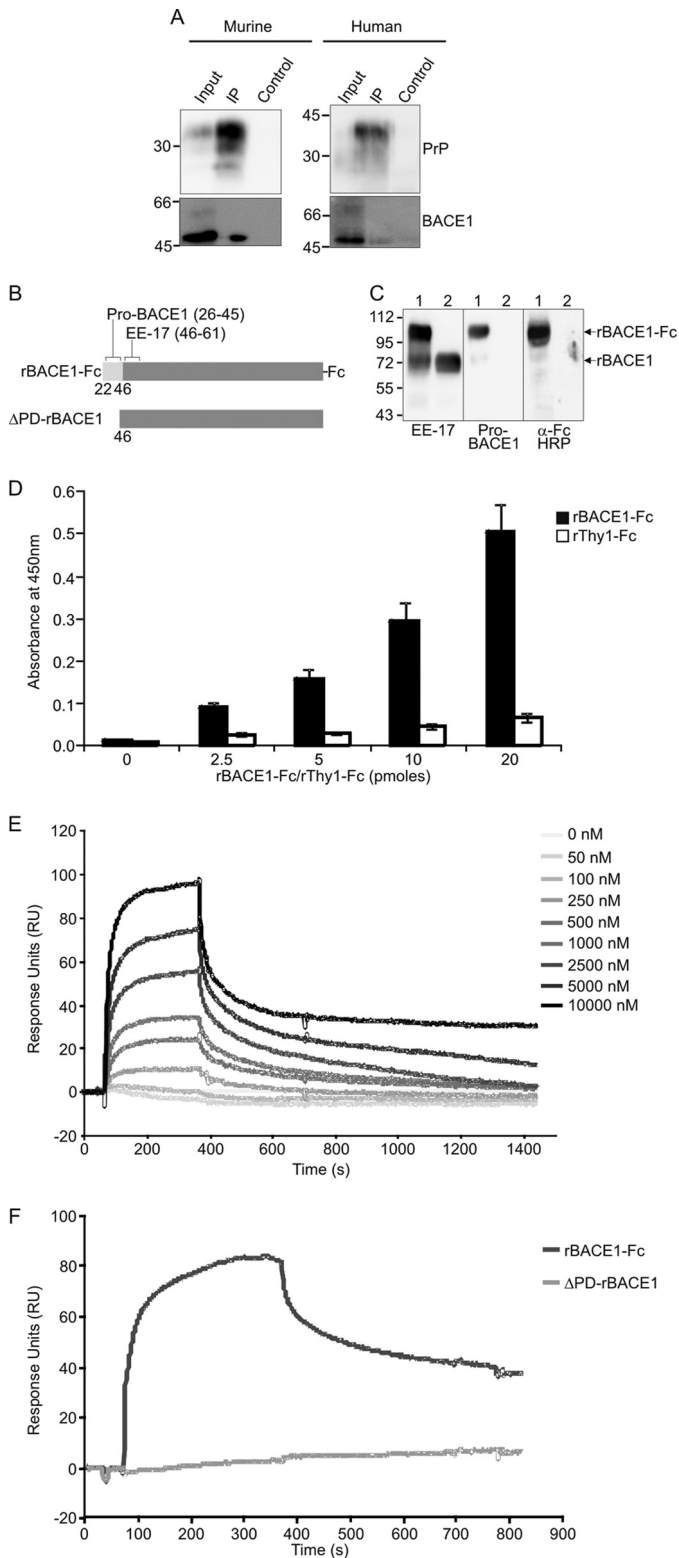 A
Murine Human
Input IP Control Input IP Control
30
45
30
PrP
66
45
66
45
BACE1
B
Pro-BACE1 (26-45)
EE-17 (46-61)
rBACE1-Fc
-Fc
22 46
ΔPD-rBACE1
46
C
1 2 1 2 1 2
112
95
72
55
43
rBACE1-Fc
rBACE1
EE-17 Pro-BACE1 α-Fc HRP
D
0.6
0.5
0.3
0.2
0.1
0.0
Absorbance at 450nm
rBACE1-Fc
rThy1-Fc
0 2.5 5 10 20
rBACE1-Fc/rThy1-Fc (pmoles)
E
120
100
80
60
40
20
0
-20
Response Units (RU)
0 nM
50 nM
100 nM
250 nM
500 nM
1000 nM
2500 nM
5000 nM
10000 nM
0 200 400 600 800 1000 1200 1400
Time (s)
F
100
80
60
40
20
0
-20
Response Units (RU)
rBACE1-Fc
ΔPD-rBACE1
0 100 200 300 400 500 600 700 800 900
Time (s)